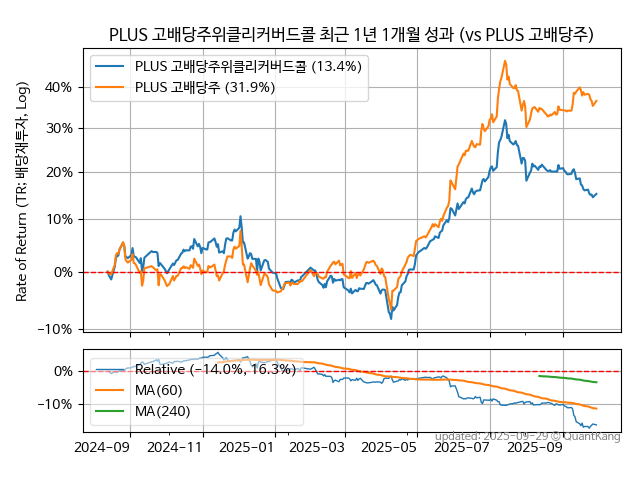 PLUS 고배당주위클리커버드콜 최근 1년 1개월 성과 (vs PLUS 고배당주)
Rate of Return (TR: 배당재투자, Log)
PLUS 고배당주위클리커버드콜 (13.4%)
PLUS 고배당주 (31.9%)
40%
30%
20%
10%
0%
−10%
0%
−10%
Relative (−14.0%, 16.3%)
MA(60)
MA(240)
2024-09 2024-11 2025-01 2025-03 2025-05 2025-07 2025-09
updated: 2025-09-29 © QuantKang